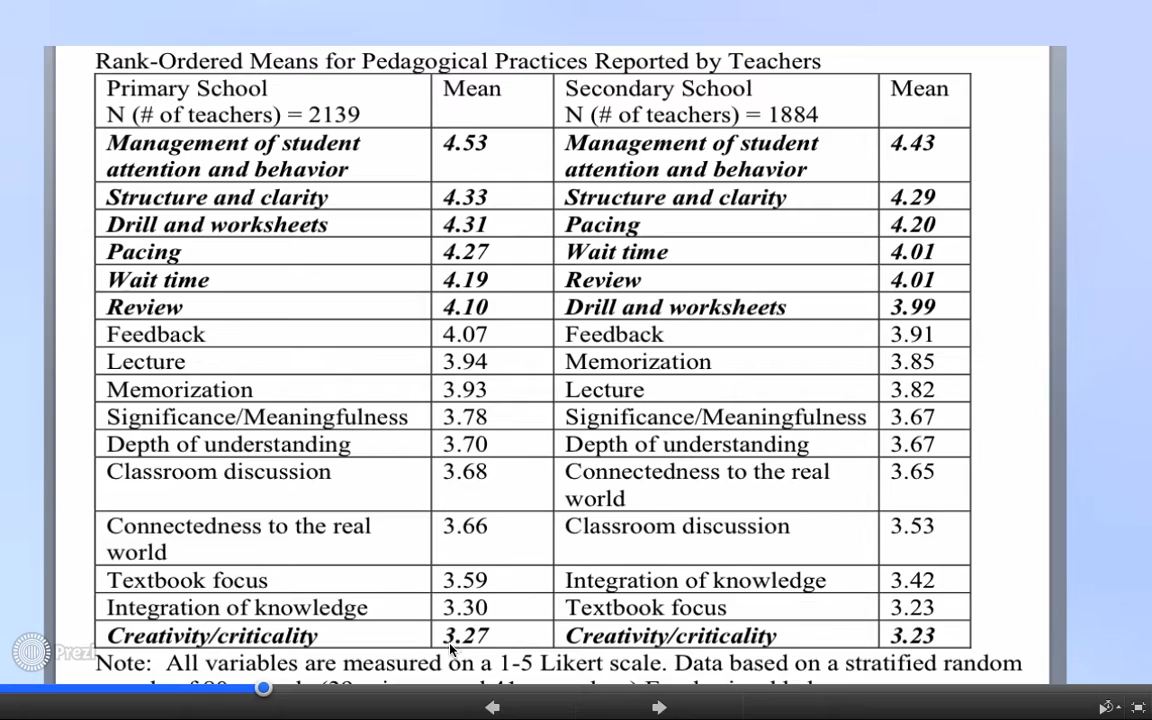 Rank-Ordered Means for Pedagogical Practices Reported by Teachers
Primary School Mean Secondary School Mean
N (# of teachers) = 2139 N (# of teachers) = 1884
Management of student 4.53 Management of student 4.43
attention and behavior attention and behavior
Structure and clarity 4.33 Structure and clarity 4.29
Drill and worksheets 4.31 Pacing 4.20
Pacing 4.27 Wait time 4.01
Wait time 4.19 Review 4.01
Review 4.10 Drill and worksheets 3.99
Feedback 4.07 Feedback 3.91
Lecture 3.94 Memorization 3.85
Memorization 3.93 Lecture 3.82
Significance/Meaningfulness 3.78 Significance/Meaningfulness 3.67
Depth of understanding 3.70 Depth of understanding 3.67
Classroom discussion 3.68 Connectedness to the real 3.65
world
Connectedness to the real 3.66 Classroom discussion 3.53
world
Textbook focus 3.59 Integration of knowledge 3.42
Integration of knowledge 3.30 Textbook focus 3.23
Creativity/criticality 3.27 Creativity/criticality 3.23
Prezi
Note: All variables are measured on a 1-5 Likert scale. Data based on a stratified random